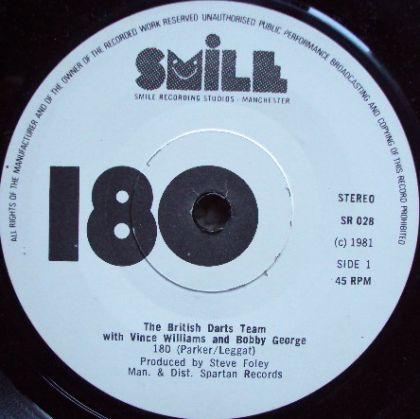 ALL RIGHTS OF THE MANUFACTURER AND OF THE OWNER OF THE RECORDED WORK RESERVED UNAUTHORISED PUBLIC PERFORMANCE BROADCASTING AND COPYING OF THIS RECORD PROHIBITED
SMiLE
SMILE RECORDING STUDIOS · MANCHESTER
180
STEREO
SR 028
(c) 1981
SIDE 1
45 RPM
The British Darts Team
with Vince Williams and Bobby George
180 (Parker/Leggat)
Produced by Steve Foley
Man. & Dist. Spartan Records